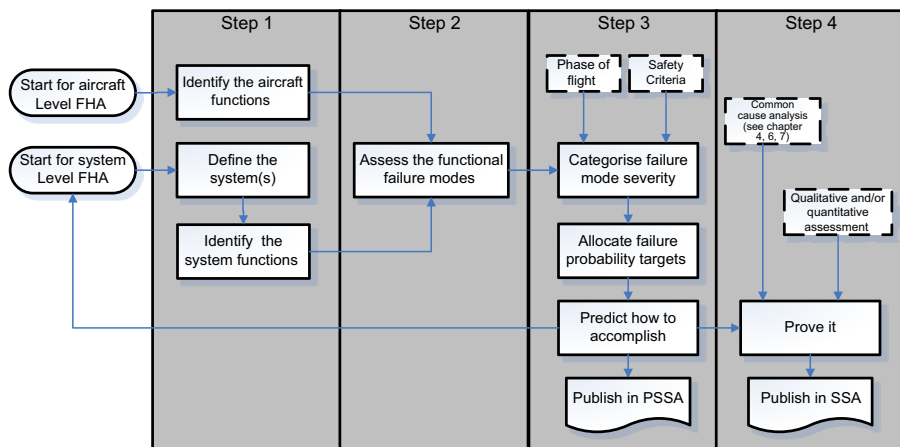 Step 1
Step 2
Step 3
Step 4
Start for aircraft
Level FHA
Identify the aircraft
functions
Phase of
flight
Safety
Criteria
Common
cause analysis
(see chapter
4, 6, 7)
Start for system
Level FHA
Define the
system(s)
Assess the functional
failure modes
Categorise failure
mode severity
Qualitative and/or
quantitative
assessment
Identify the
system functions
Allocate failure
probability targets
Predict how to
accomplish
Prove it
Publish in PSSA
Publish in SSA